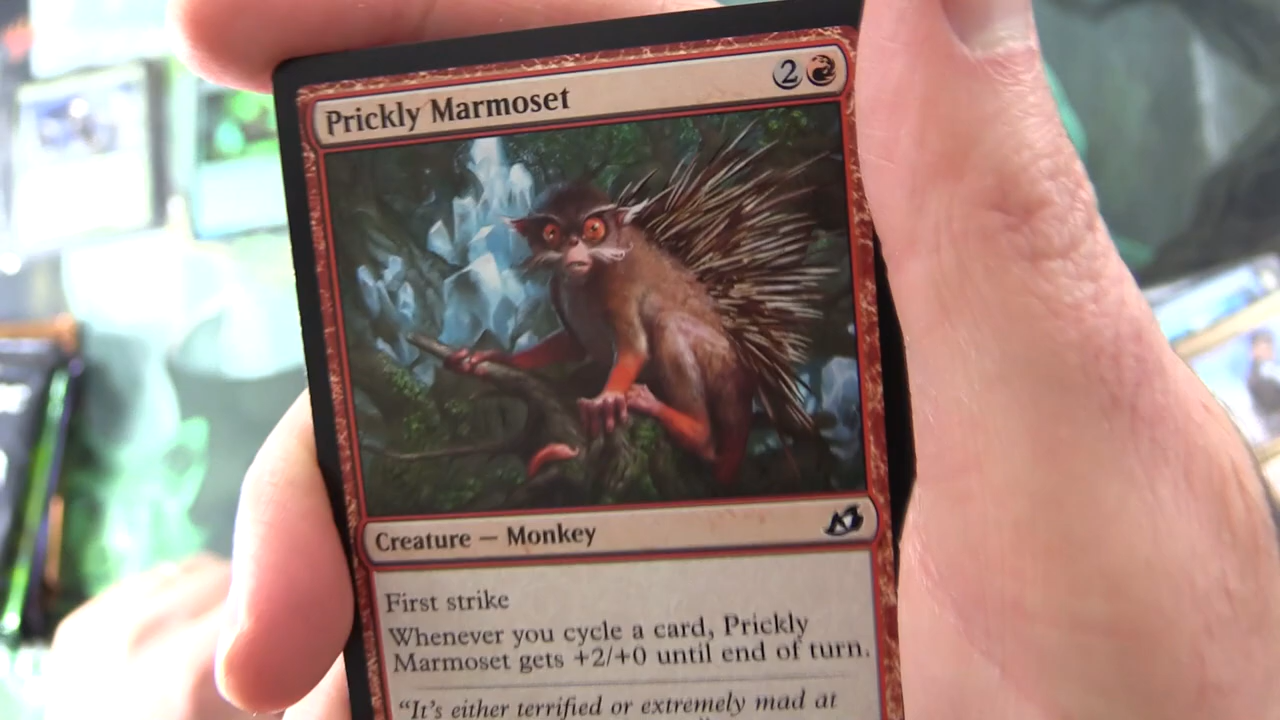 Prickly Marmoset 2
Creature — Monkey
First strike
Whenever you cycle a card, Prickly
Marmoset gets +2/+0 until end of turn.
“It's either terrified or extremely mad at